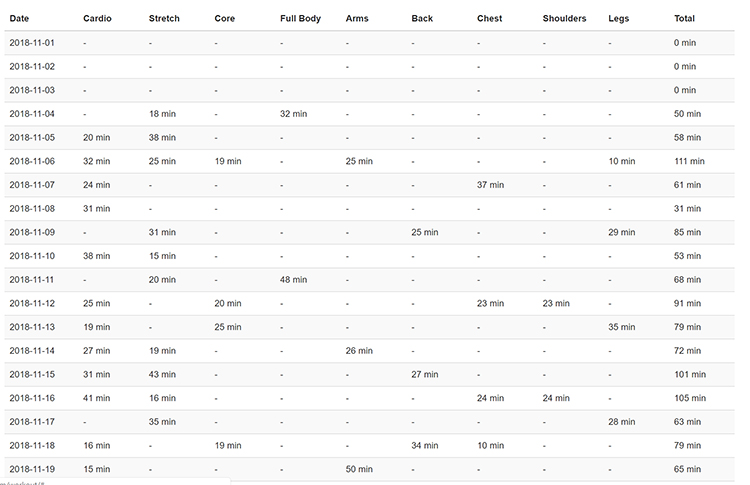 Date Cardio Stretch Core Full Body Arms Back Chest Shoulders Legs Total
2018-11-01 - - - - - - - - - 0 min
2018-11-02 - - - - - - - - - 0 min
2018-11-03 - - - - - - - - - 0 min
2018-11-04 - 18 min - 32 min - - - - - 50 min
2018-11-05 20 min 38 min - - - - - - - 58 min
2018-11-06 32 min 25 min 19 min - 25 min - - - 10 min 111 min
2018-11-07 24 min - - - - - 37 min - - 61 min
2018-11-08 31 min - - - - - - - - 31 min
2018-11-09 - 31 min - - - 25 min - - 29 min 85 min
2018-11-10 38 min 15 min - - - - - - - 53 min
2018-11-11 - 20 min - 48 min - - - - - 68 min
2018-11-12 25 min - 20 min - - - 23 min 23 min - 91 min
2018-11-13 19 min - 25 min - - - - - 35 min 79 min
2018-11-14 27 min 19 min - - 26 min - - - - 72 min
2018-11-15 31 min 43 min - - - 27 min - - - 101 min
2018-11-16 41 min 16 min - - - - 24 min 24 min - 105 min
2018-11-17 - 35 min - - - - - - 28 min 63 min
2018-11-18 16 min - 19 min - - 34 min 10 min - - 79 min
2018-11-19 15 min - - - 50 min - - - - 65 min